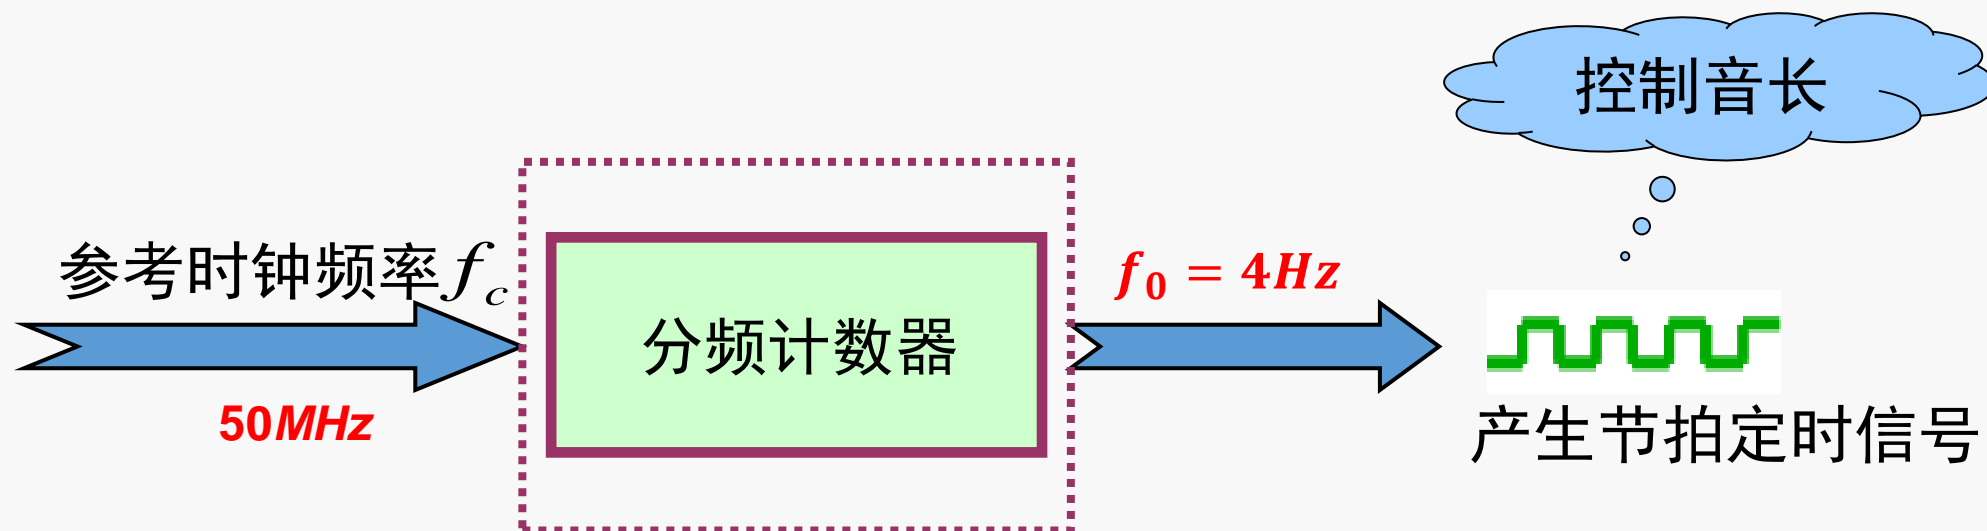 控制音长
参考时钟频率f_c
f_0 = 4Hz
分频计数器
50MHz
产生节拍定时信号